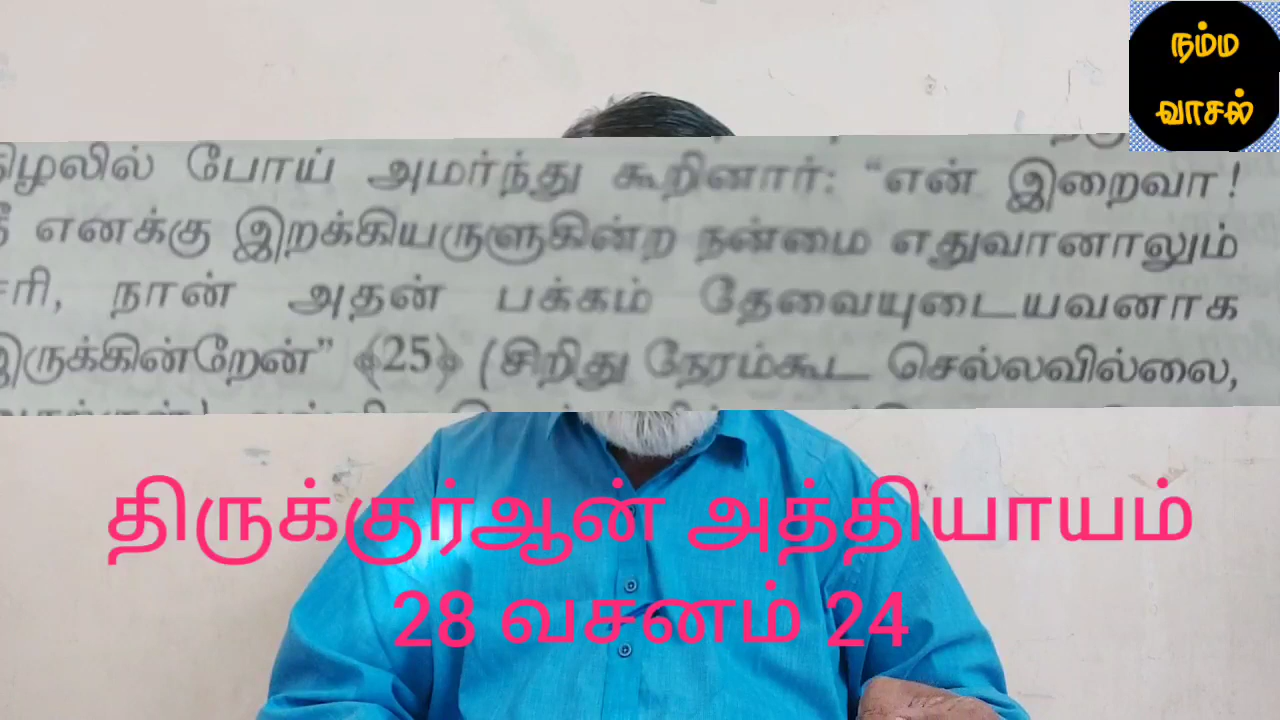 நம்ம
வாசல்
நிழலில் போய் அமர்ந்து கூறினார்: “என் இறைவா!
நீ எனக்கு இறக்கியருளுகின்ற நன்மை எதுவானாலும்
சரி, நான் அதன் பக்கம் தேவையுடையவனாக
இருக்கின்றேன்” ﴾25﴿ (சிறிது நேரம்கூட செல்லவில்லை,
திருக்குர்ஆன் அத்தியாயம்
28 வசனம் 24